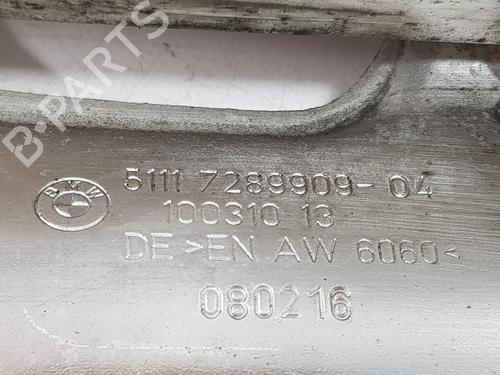 B-PARTS
5111 7289909-04
BMW
100310 13
DE >EN AW 6060<
080216